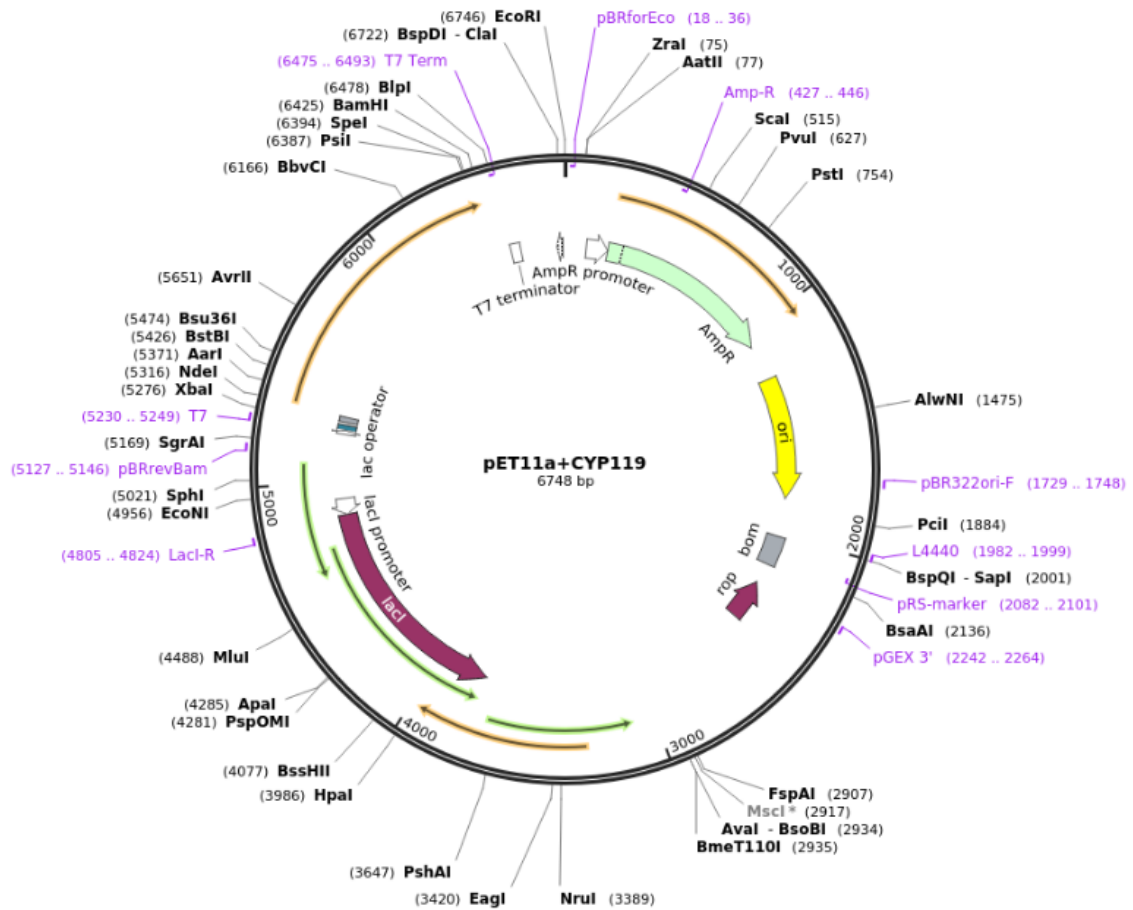 (6746) EcoRI
(6722) BspDI - ClaI
(6475 .. 6493) T7 Term
(6478) BlpI
(6425) BamHI
(6394) SpeI
(6387) PsiI
(6166) BbvCI
pBRforEco (18 .. 36)
ZraI (75)
AatII (77)
Amp-R (427 .. 446)
ScaI (515)
PvuI (627)
PstI (754)
6000
1000
AmpR promoter
T7 terminator
AmpR
(5651) AvrII
(5474) Bsu36I
(5426) BstBI
(5371) AarI
(5316) NdeI
(5276) XbaI
(5230 .. 5249) T7
(5169) SgrAI
(5127 .. 5146) pBRrevBam
(5021) SphI
(4956) EcoNI
(4805 .. 4824) LacI-R
5000
lac operator
lacI promoter
lacI
pET11a+CYP119
6748 bp
ori
bom
rop
AlwNI (1475)
pBR322ori-F (1729 .. 1748)
PciI (1884)
2000
L4440 (1982 .. 1999)
BspQI - SapI (2001)
pRS-marker (2082 .. 2101)
BsaAI (2136)
pGEX 3' (2242 .. 2264)
(4488) MluI
(4285) ApaI
(4281) PspOMI
(4077) BssHII
(3986) HpaI
4000
3000
(3647) PshAI
(3420) EagI
NruI (3389)
FspAI (2907)
MscI * (2917)
AvaI - BsoBI (2934)
BmeT110I (2935)